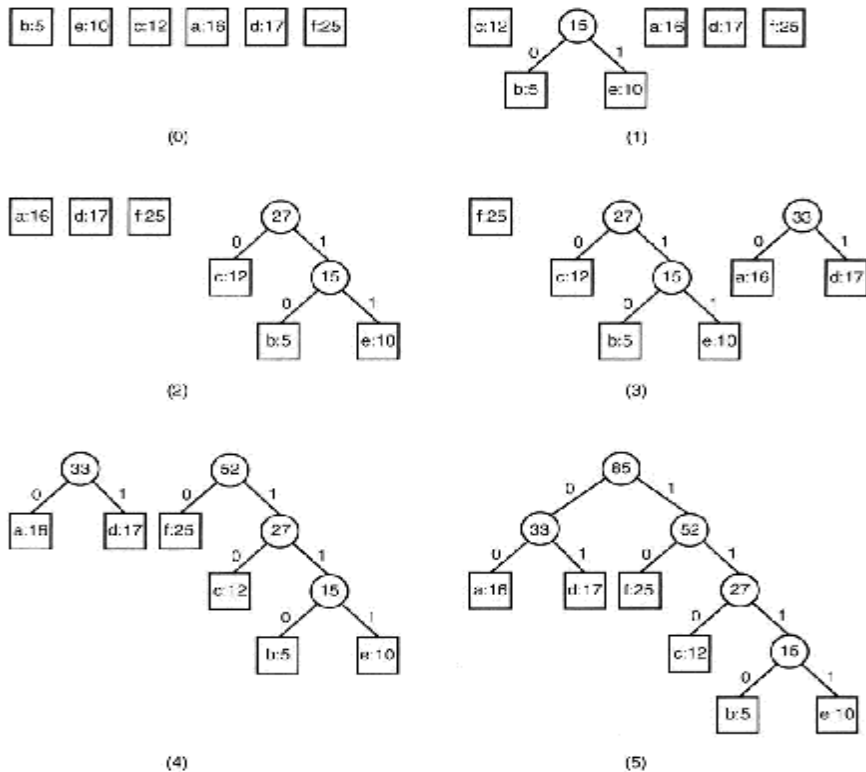 b:5 e:10 c:12 a:16 d:17 f:25
(0)
c:12 15 a:16 d:17 f:25
0 1
b:5 e:10
(1)
a:16 d:17 f:25 27
0 1
c:12 15
0 1
b:5 e:10
(2)
f:25 27 33
0 1 0 1
c:12 15 a:16 d:17
0 1
b:5 e:10
(3)
33 52
0 1 0 1
a:16 d:17 f:25 27
0 1
c:12 15
0 1
b:5 e:10
(4)
85
0 1
33 52
0 1 0 1
a:16 d:17 f:25 27
0 1
c:12 15
0 1
b:5 e:10
(5)